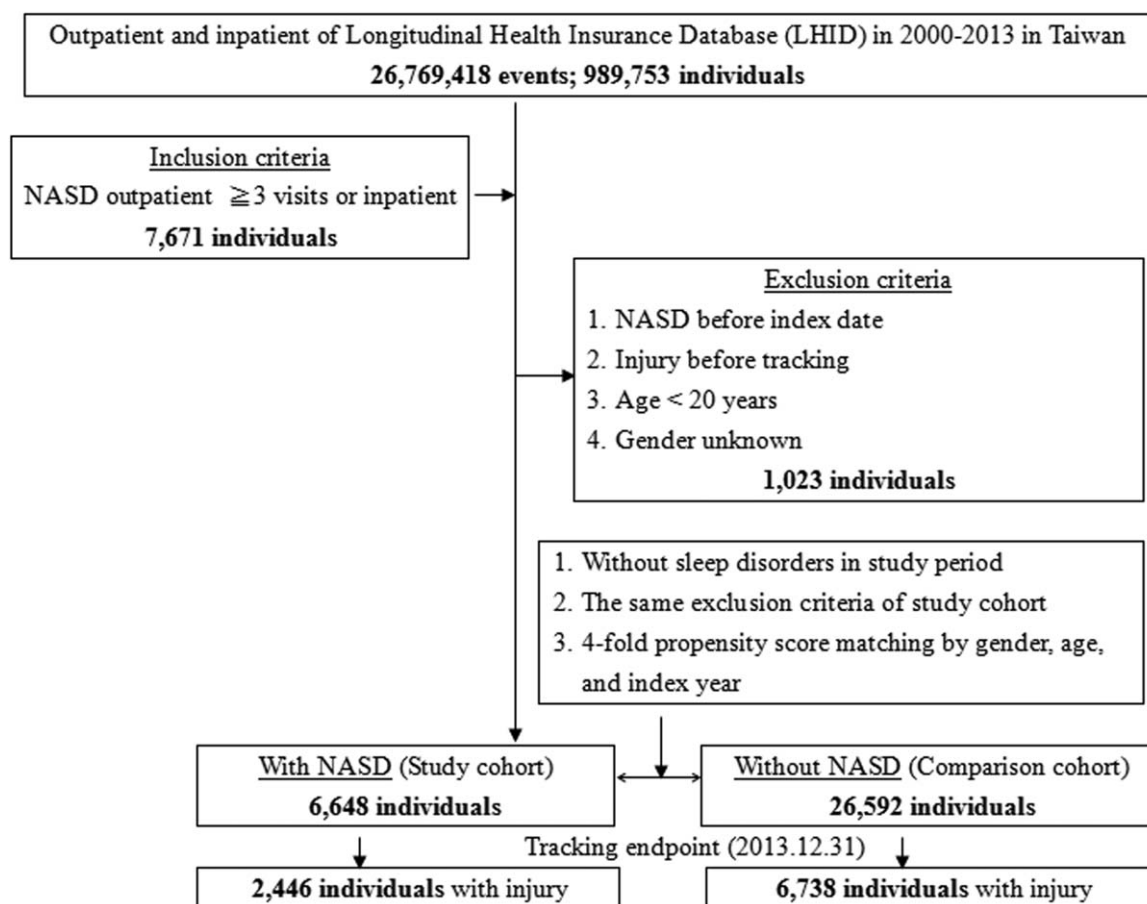 Outpatient and inpatient of Longitudinal Health Insurance Database (LHID) in 2000-2013 in Taiwan
26,769,418 events; 989,753 individuals
Inclusion criteria
NASD outpatient ≧3 visits or inpatient
7,671 individuals
Exclusion criteria
1. NASD before index date
2. Injury before tracking
3. Age < 20 years
4. Gender unknown
1,023 individuals
1. Without sleep disorders in study period
2. The same exclusion criteria of study cohort
3. 4-fold propensity score matching by gender, age,
and index year
With NASD (Study cohort)
6,648 individuals
Without NASD (Comparison cohort)
26,592 individuals
Tracking endpoint (2013.12.31)
2,446 individuals with injury
6,738 individuals with injury